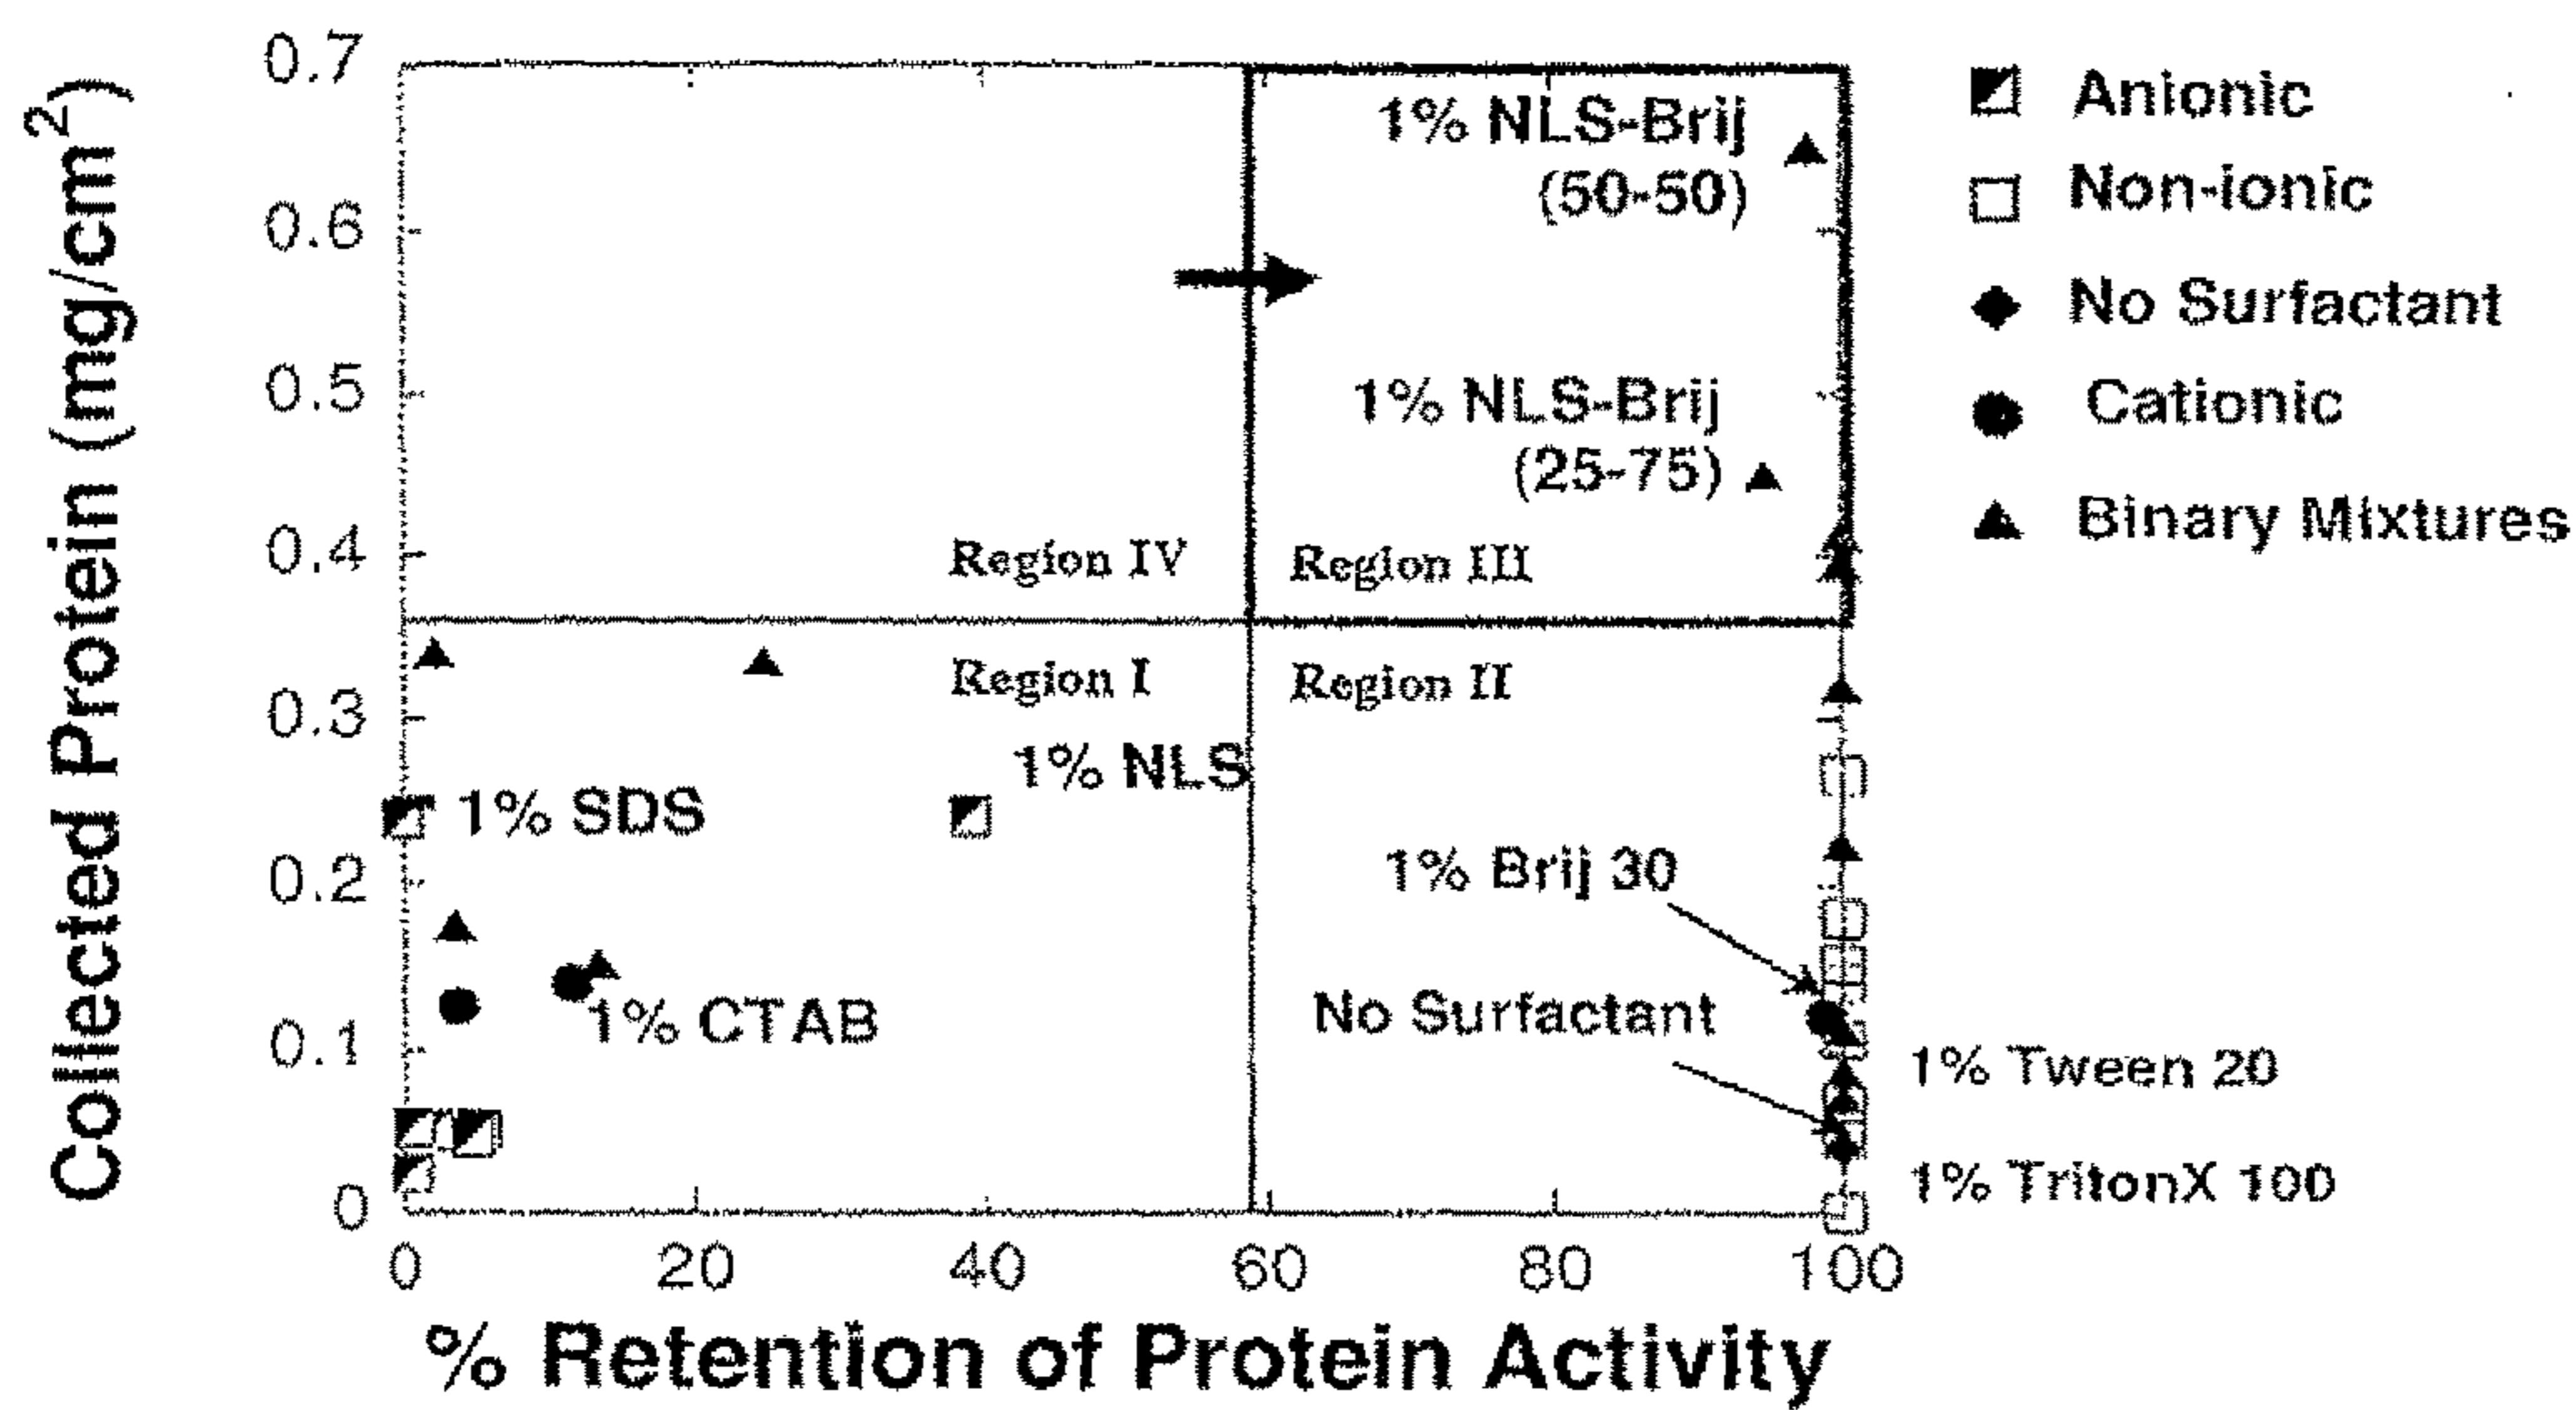 Collected Protein (mg/cm²)
0.7
0.6
0.5
0.4
0.3
0.2
0.1
0
1% NLS-Brij
(50-50)
1% NLS-Brij
(25-75)
Region IV
Region III
Region I
Region II
1% NLS
1% SDS
1% Brij 30
No Surfactant
1% CTAB
1% Tween 20
1% TritonX 100
0 20 40 60 80 100
% Retention of Protein Activity
Anionic
Non-ionic
No Surfactant
Cationic
Binary Mixtures